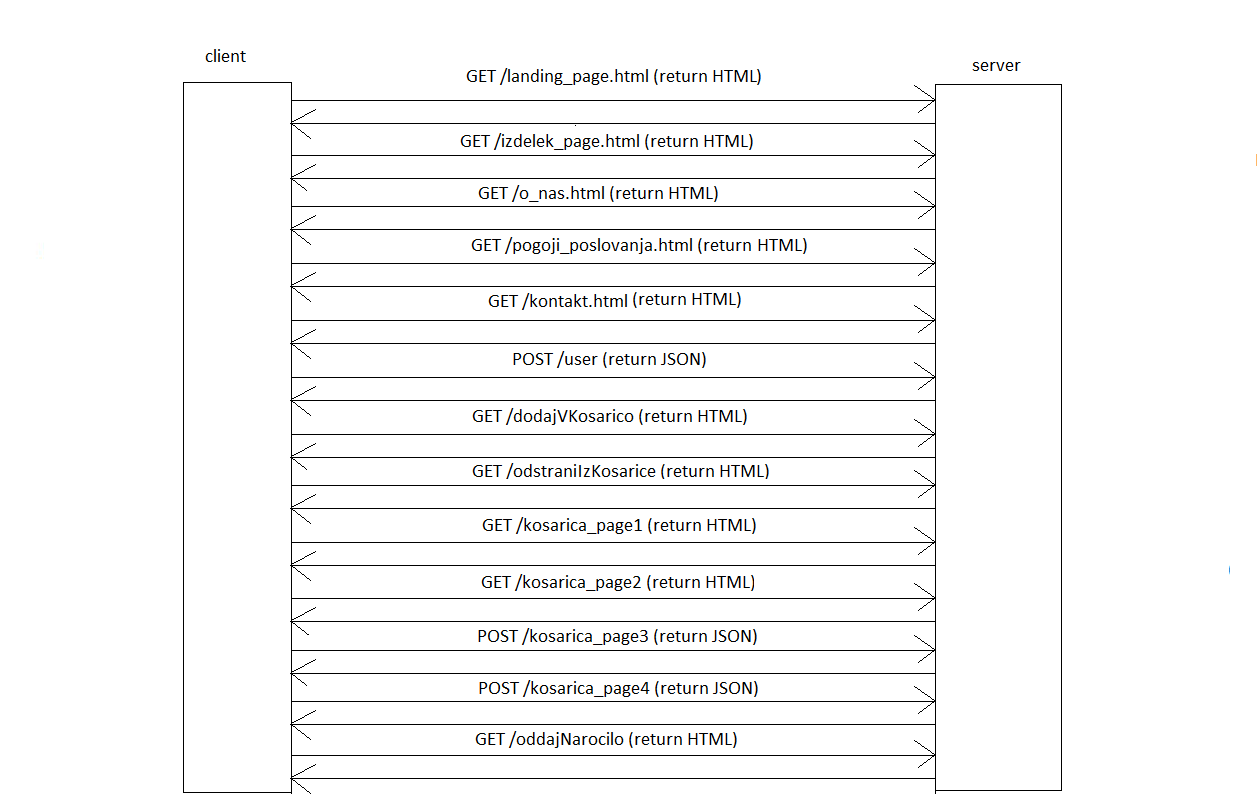 client
server
GET /landing_page.html (return HTML)
GET /izdelek_page.html (return HTML)
GET /o_nas.html (return HTML)
GET /pogoji_poslovanja.html (return HTML)
GET /kontakt.html (return HTML)
POST /user (return JSON)
GET /dodajVKosarico (return HTML)
GET /odstraniIzKosarice (return HTML)
GET /kosarica_page1 (return HTML)
GET /kosarica_page2 (return HTML)
POST /kosarica_page3 (return JSON)
POST /kosarica_page4 (return JSON)
GET /oddajNarocilo (return HTML)